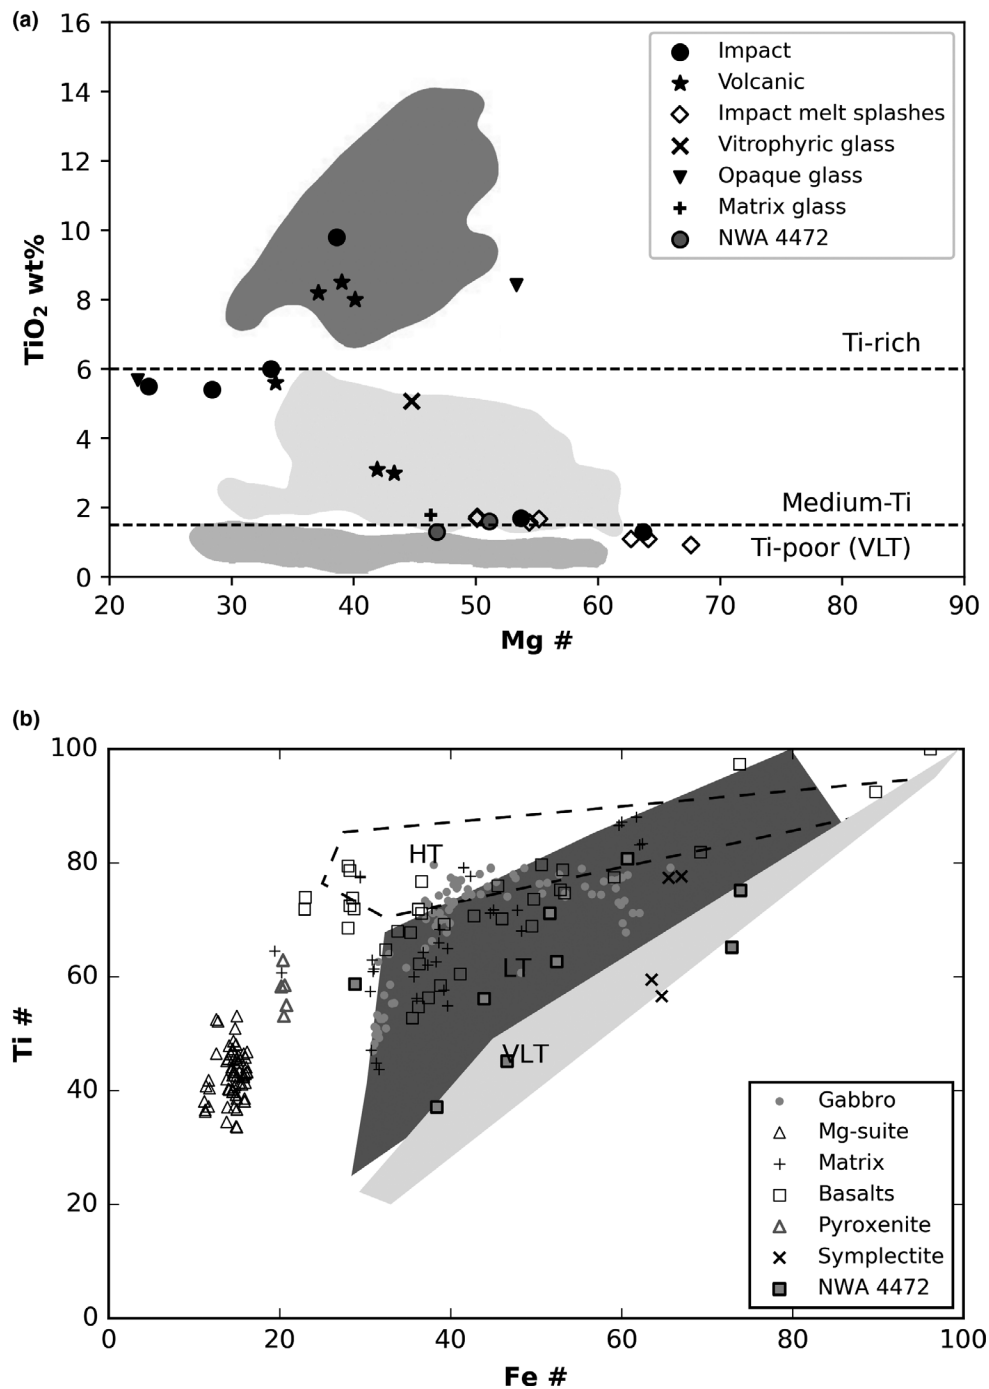 (a)
16
14
12
10
8
6
4
2
0
TiO2 wt%
Impact
Volcanic
Impact melt splashes
Vitrophyric glass
Opaque glass
Matrix glass
NWA 4472
Ti-rich
Medium-Ti
Ti-poor (VLT)
20 30 40 50 60 70 80 90
Mg #
(b)
100
80
60
40
20
0
Ti #
HT
LT
VLT
Gabbro
Mg-suite
Matrix
Basalts
Pyroxenite
Symplectite
NWA 4472
0 20 40 60 80 100
Fe #